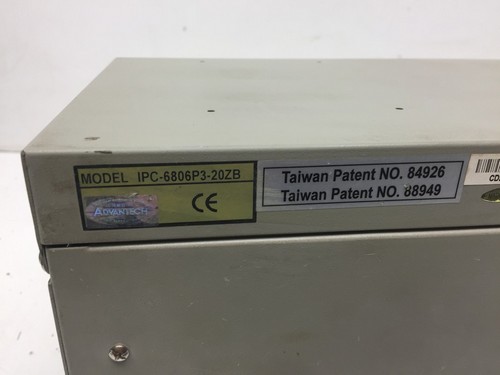 MODEL IPC-6806P3-20ZB
ADVANTECH
CE
Taiwan Patent NO. 84926
Taiwan Patent NO. 88949